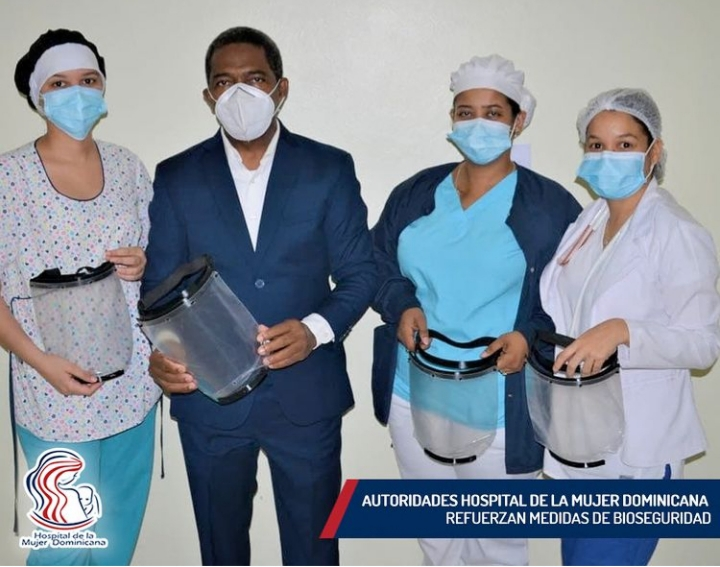 AUTORIDADES HOSPITAL DE LA MUJER DOMINICANA
REFUERZAN MEDIDAS DE BIOSEGURIDAD
Hospital de la
Mujer Dominicana